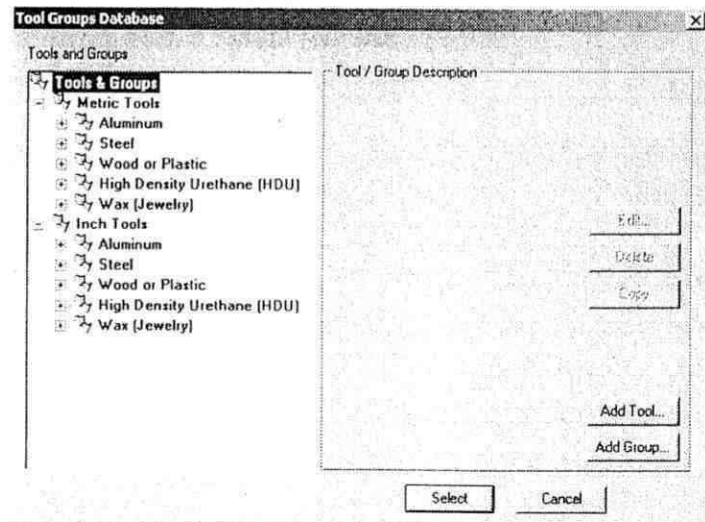 Tool Groups Database
Tools and Groups
Tools & Groups
Metric Tools
Aluminum
Steel
Wood or Plastic
High Density Urethane (HDU)
Wax (Jewelry)
Inch Tools
Aluminum
Steel
Wood or Plastic
High Density Urethane (HDU)
Wax (Jewelry)
Tool / Group Description
Edit...
Delete
Copy
Add Tool...
Add Group...
Select
Cancel